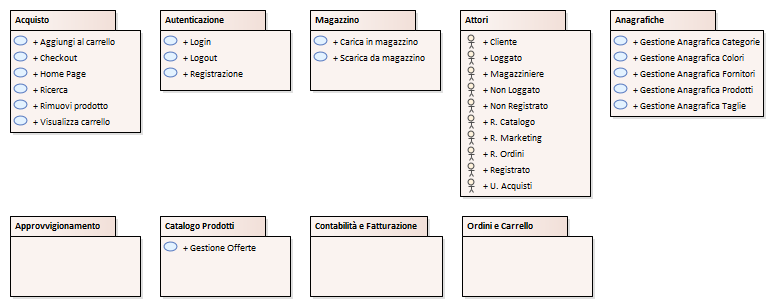 Acquisto
+ Aggiungi al carrello
+ Checkout
+ Home Page
+ Ricerca
+ Rimuovi prodotto
+ Visualizza carrello
Autenticazione
+ Login
+ Logout
+ Registrazione
Magazzino
+ Carica in magazzino
+ Scarica da magazzino
Attori
+ Cliente
+ Loggato
+ Magazziniere
+ Non Loggato
+ Non Registrato
+ R. Catalogo
+ R. Marketing
+ R. Ordini
+ Registrato
+ U. Acquisti
Anagrafiche
+ Gestione Anagrafica Categorie
+ Gestione Anagrafica Colori
+ Gestione Anagrafica Fornitori
+ Gestione Anagrafica Prodotti
+ Gestione Anagrafica Taglie
Approvvigionamento
Catalogo Prodotti
+ Gestione Offerte
Contabilità e Fatturazione
Ordini e Carrello